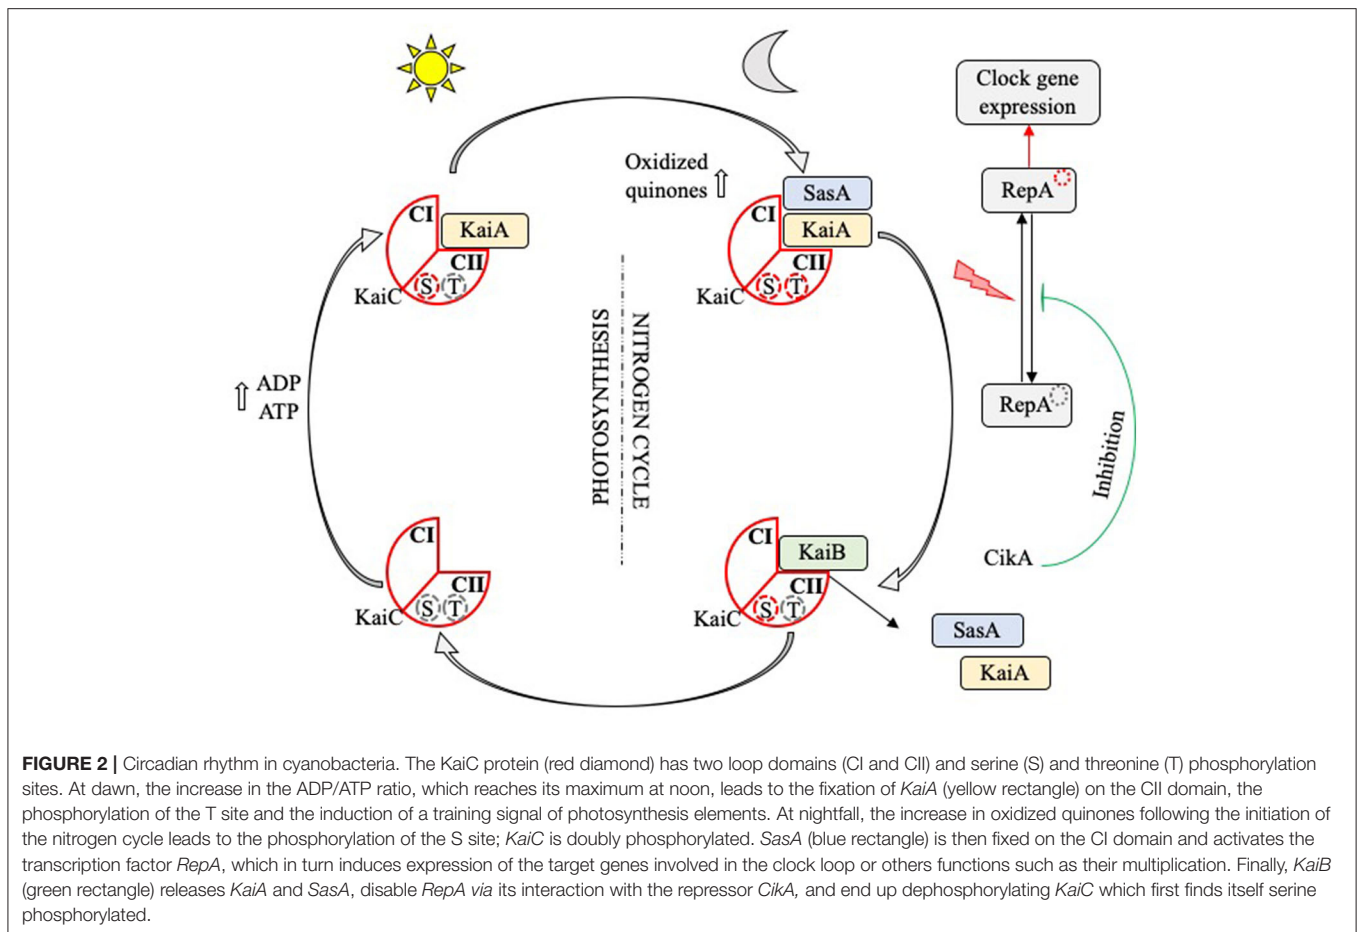 Clock gene
expression
Oxidized
quinones
SasA
RepA
CI
KaiA
CII
S T
KaiC
CI
KaiA
CII
S T
KaiC
PHOTOSYNTHESIS
NITROGEN CYCLE
ADP
ATP
RepA
Inhibition
CI
CII
S T
KaiC
CI
KaiB
CII
S T
KaiC
CikA
SasA
KaiA
FIGURE 2 | Circadian rhythm in cyanobacteria. The KaiC protein (red diamond) has two loop domains (CI and CII) and serine (S) and threonine (T) phosphorylation
sites. At dawn, the increase in the ADP/ATP ratio, which reaches its maximum at noon, leads to the fixation of KaiA (yellow rectangle) on the CII domain, the
phosphorylation of the T site and the induction of a training signal of photosynthesis elements. At nightfall, the increase in oxidized quinones following the initiation of
the nitrogen cycle leads to the phosphorylation of the S site; KaiC is doubly phosphorylated. SasA (blue rectangle) is then fixed on the CI domain and activates the
transcription factor RepA, which in turn induces expression of the target genes involved in the clock loop or others functions such as their multiplication. Finally, KaiB
(green rectangle) releases KaiA and SasA, disable RepA via its interaction with the repressor CikA, and end up dephosphorylating KaiC which first finds itself serine
phosphorylated.